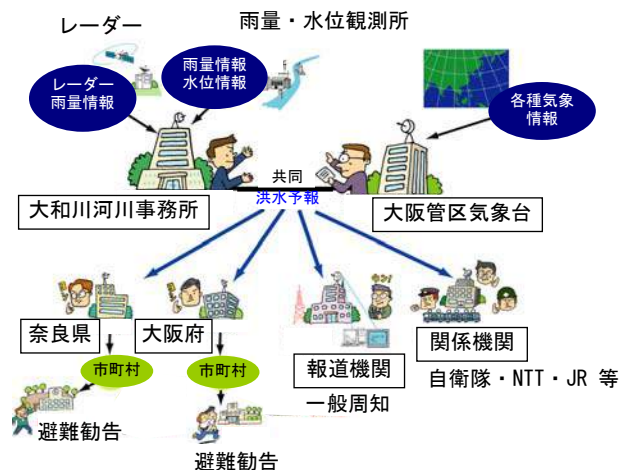 レーダー
雨量・水位観測所
レーダー
雨量情報
雨量情報
水位情報
各種気象
情報
共同
洪水予報
大和川河川事務所
大阪管区気象台
奈良県
大阪府
報道機関
関係機関
市町村
市町村
一般周知
自衛隊・NTT・JR 等
避難勧告
避難勧告